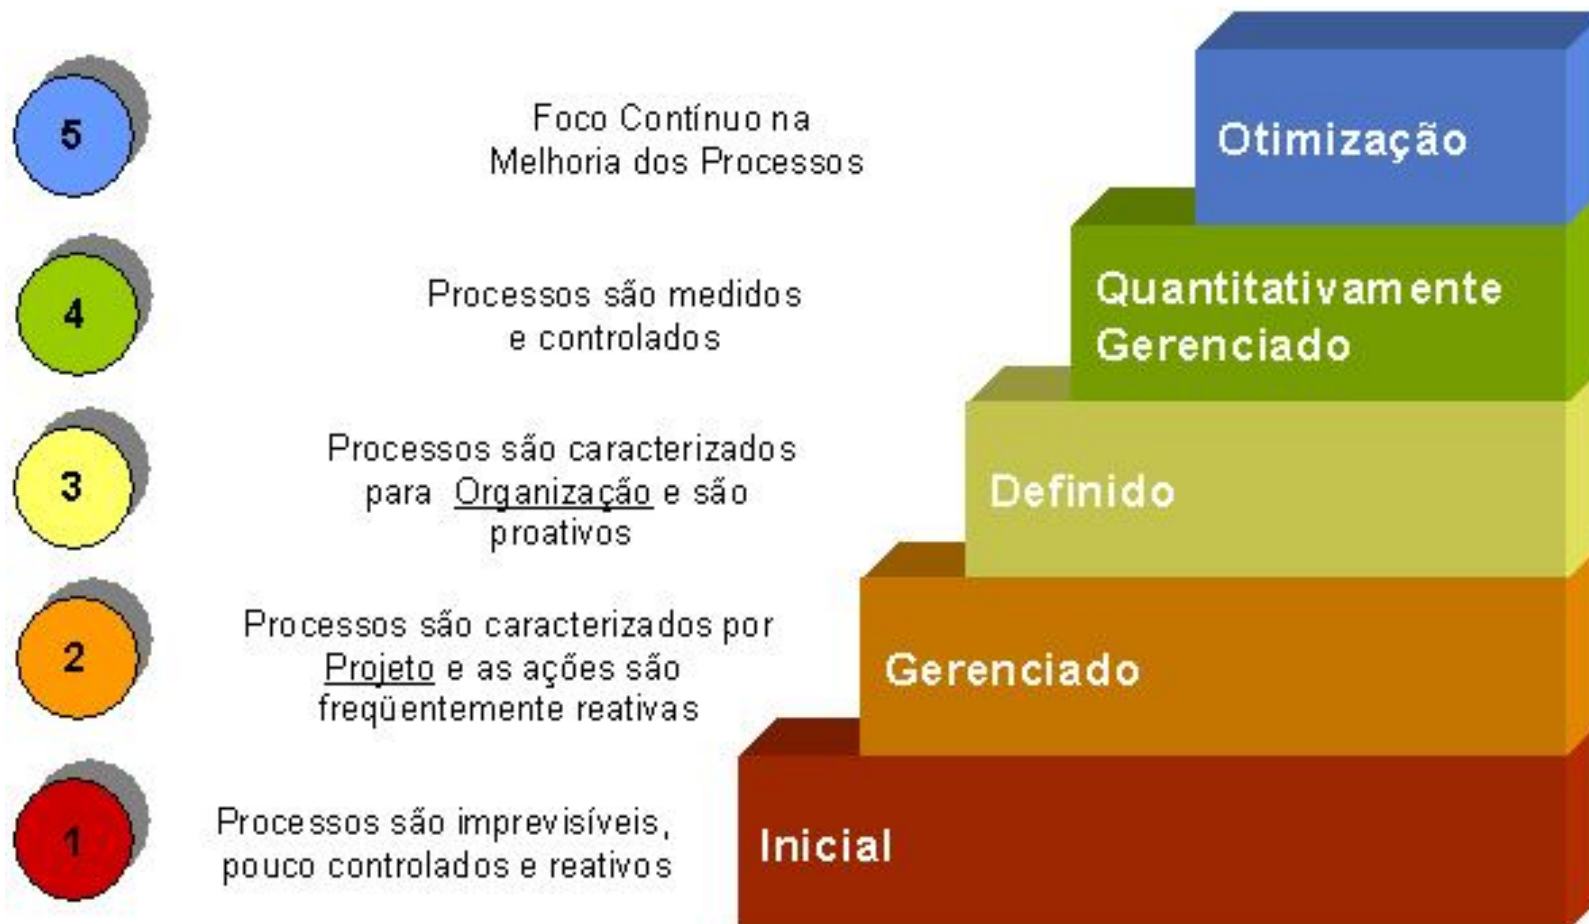 5
Foco Contínuo na
Melhoria dos Processos
Otimização
4
Processos são medidos
e controlados
Quantitativamente
Gerenciado
3
Processos são caracterizados
para Organização e são
proativos
Definido
2
Processos são caracterizados por
Projeto e as ações são
freqüentemente reativas
Gerenciado
1
Processos são imprevisíveis,
pouco controlados e reativos
Inicial